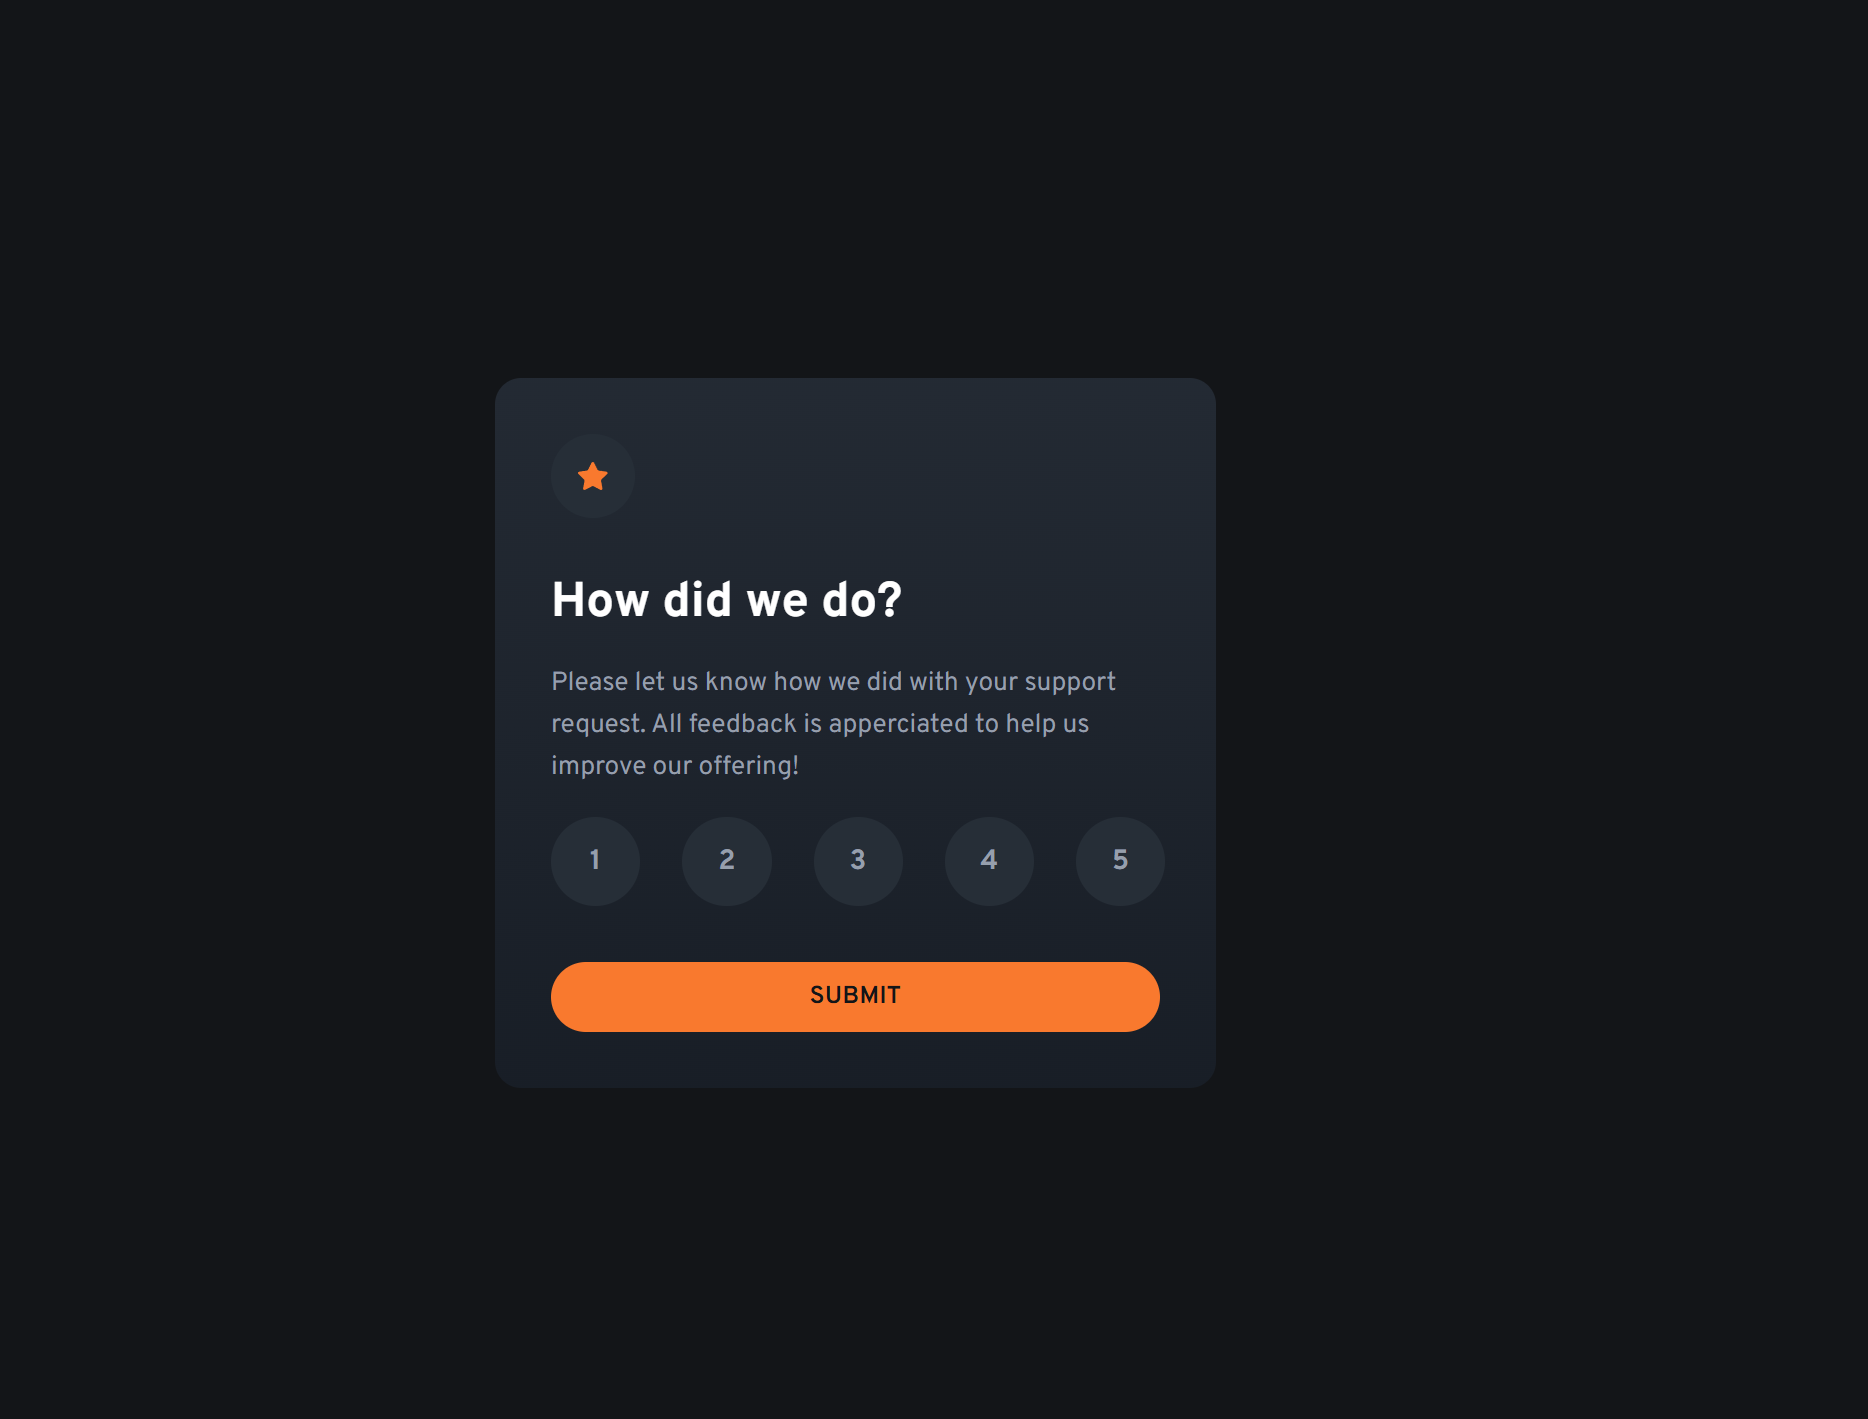 How did we do?
Please let us know how we did with your support
request. All feedback is apperciated to help us
improve our offering!
1 2 3 4 5
SUBMIT